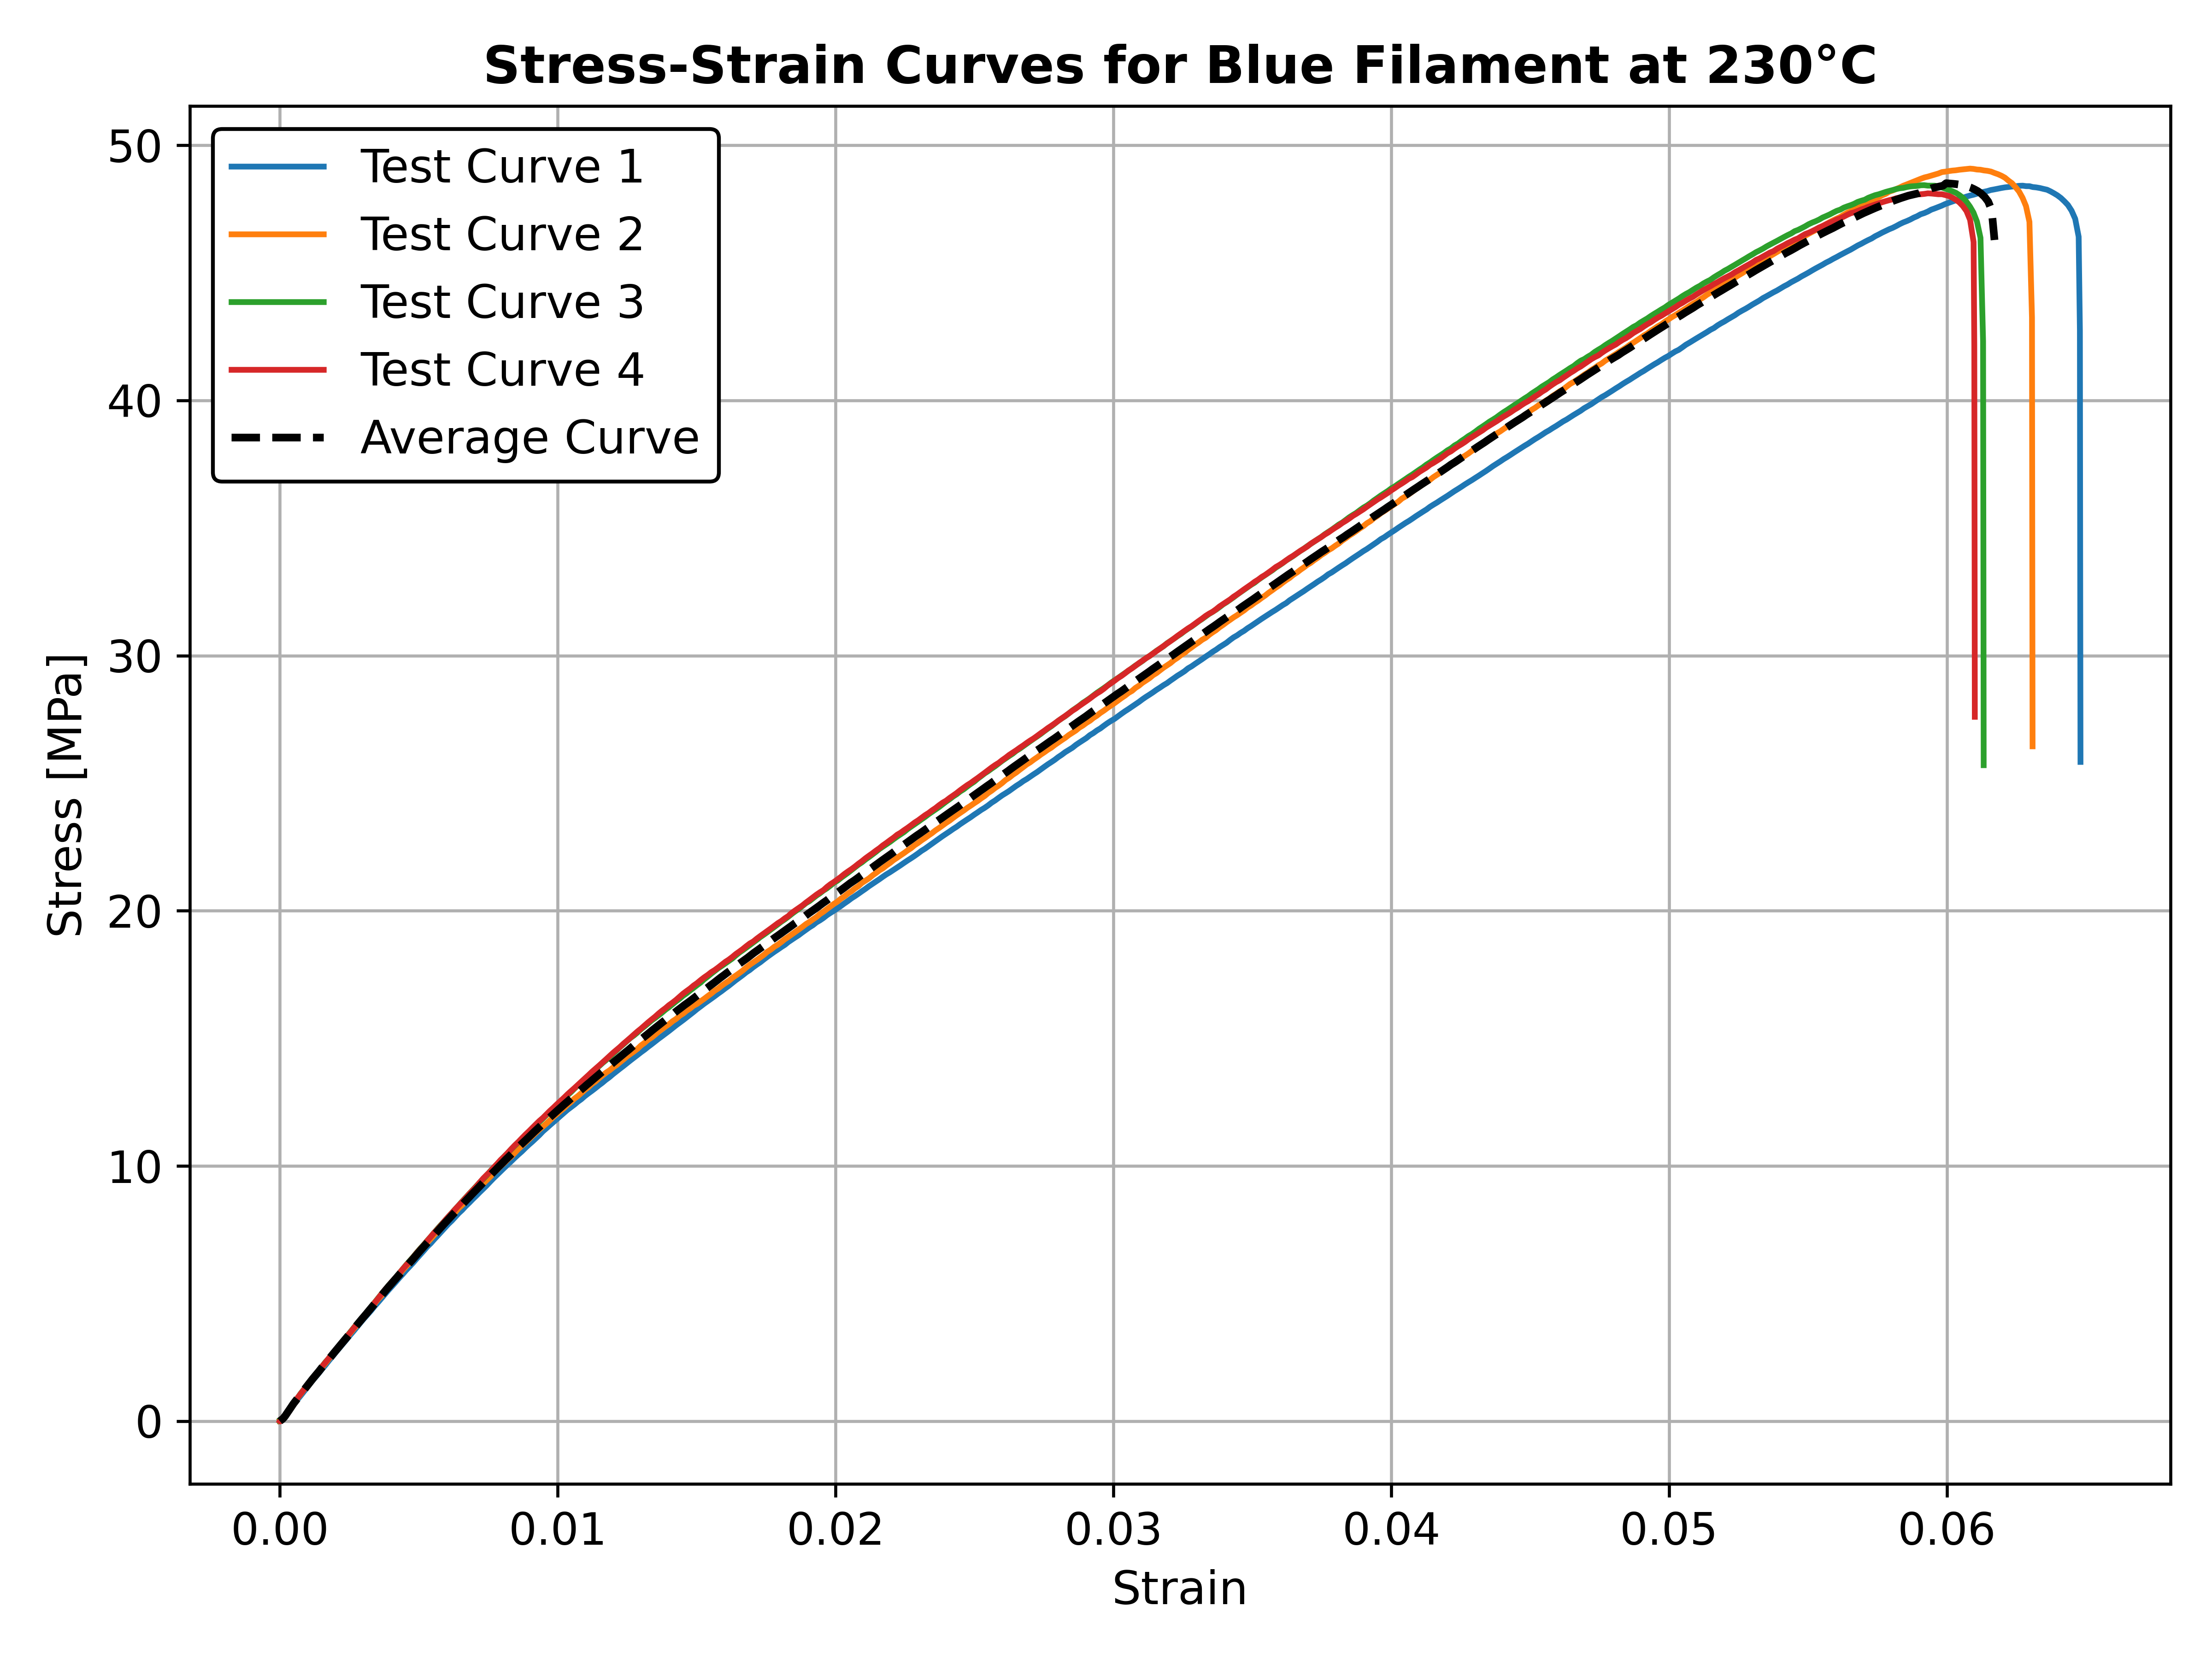 Stress-Strain Curves for Blue Filament at 230°C
Test Curve 1
Test Curve 2
Test Curve 3
Test Curve 4
Average Curve
Stress [MPa]
50
40
30
20
10
0
0.00 0.01 0.02 0.03 0.04 0.05 0.06
Strain